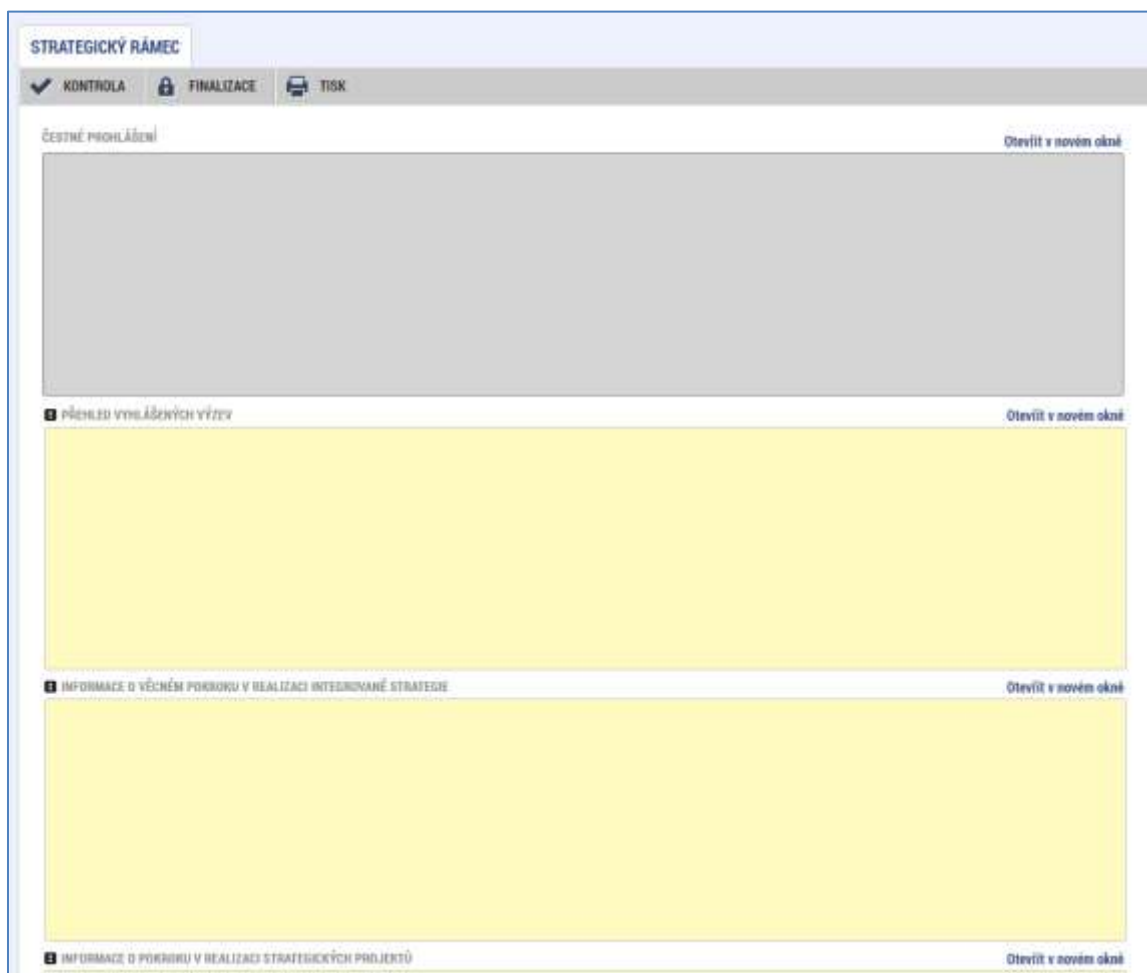 STRATEGICKÝ RÁMEC
KONTROLA FINALIZACE TISK
ČESTNÉ PROHLÁŠENÍ Otevřít v novém okně
PŘEHLED VYHLÁŠENÝCH VÝZEV Otevřít v novém okně
INFORMACE O VĚCNÉM POKROKU V REALIZACI INTEGROVANÉ STRATEGIE Otevřít v novém okně
INFORMACE O POKROKU V REALIZACI STRATEGICKÝCH PROJEKTŮ Otevřít v novém okně